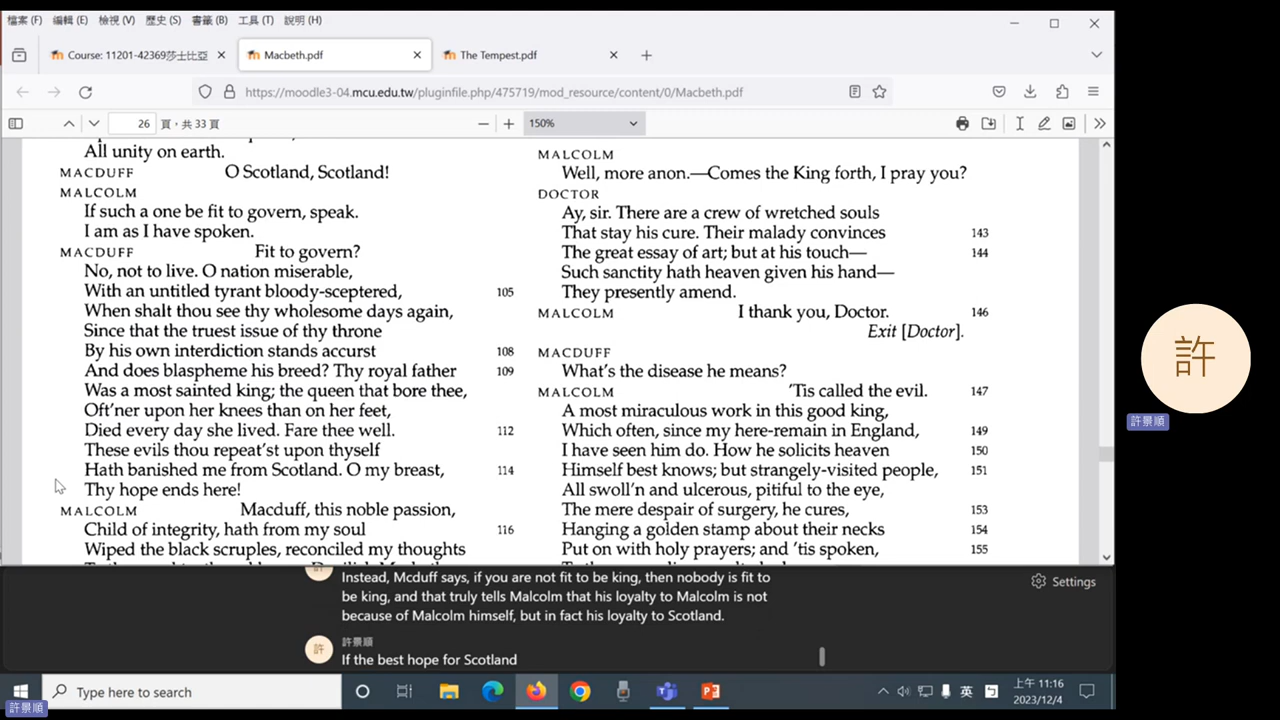 檔案 (F) 編輯 (E) 檢視 (V) 歷史 (S) 書籤 (B) 工具 (T) 說明 (H)
Course: 11201-42369莎士比亞 Macbeth.pdf The Tempest.pdf
https://moodle3-04.mcu.edu.tw/pluginfile.php/475719/mod_resource/content/0/Macbeth.pdf
26 頁，共 33 頁 150%
All unity on earth.
MACDUFF O Scotland, Scotland!
MALCOLM
If such a one be fit to govern, speak.
I am as I have spoken.
MACDUFF Fit to govern?
No, not to live. O nation miserable,
With an untitled tyrant bloody-sceptered, 105
When shalt thou see thy wholesome days again,
Since that the truest issue of thy throne
By his own interdiction stands accurst 108
And does blaspheme his breed? Thy royal father 109
Was a most sainted king; the queen that bore thee,
Oft'ner upon her knees than on her feet,
Died every day she lived. Fare thee well. 112
These evils thou repeat'st upon thyself
Hath banished me from Scotland. O my breast, 114
Thy hope ends here!
MALCOLM Macduff, this noble passion,
Child of integrity, hath from my soul 116
Wiped the black scruples, reconciled my thoughts
MALCOLM
Well, more anon.—Comes the King forth, I pray you?
DOCTOR
Ay, sir. There are a crew of wretched souls
That stay his cure. Their malady convinces 143
The great essay of art; but at his touch— 144
Such sanctity hath heaven given his hand—
They presently amend.
MALCOLM I thank you, Doctor. 146
Exit [Doctor].
MACDUFF
What's the disease he means?
MALCOLM 'Tis called the evil. 147
A most miraculous work in this good king,
Which often, since my here-remain in England, 149
I have seen him do. How he solicits heaven 150
Himself best knows; but strangely-visited people, 151
All swoll'n and ulcerous, pitiful to the eye,
The mere despair of surgery, he cures, 153
Hanging a golden stamp about their necks 154
Put on with holy prayers; and 'tis spoken, 155
許
許景順
Instead, Mcduff says, if you are not fit to be king, then nobody is fit to
be king, and that truly tells Malcolm that his loyalty to Malcolm is not
because of Malcolm himself, but in fact his loyalty to Scotland.
Settings
許 許景順
If the best hope for Scotland
Type here to search
英
上午 11:16
2023/12/4
許景順